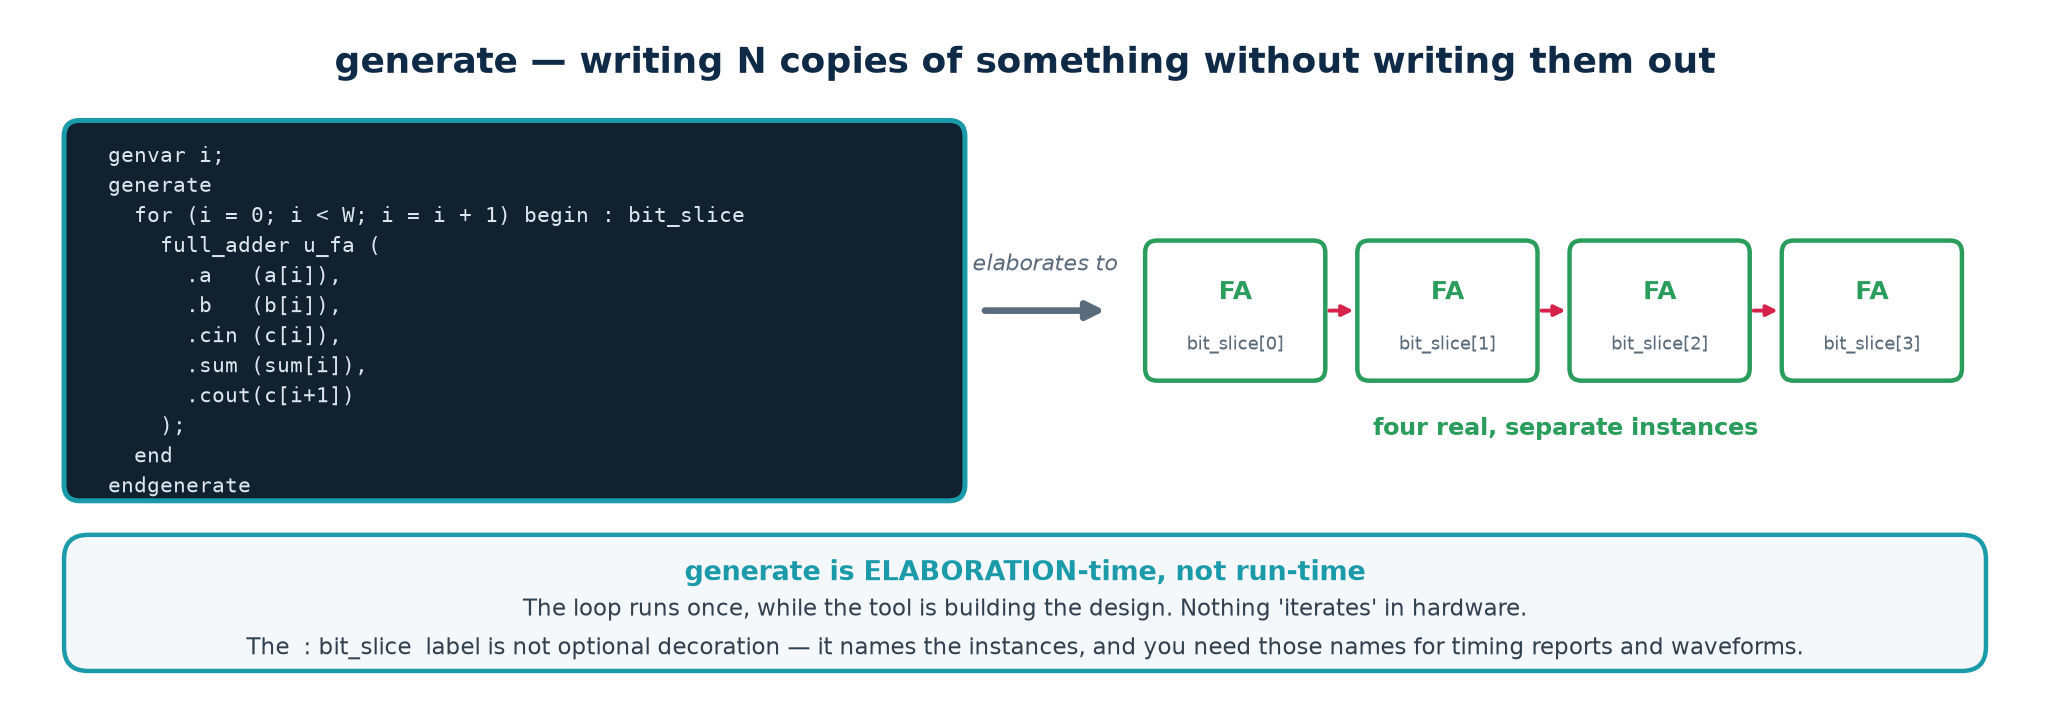 generate — writing N copies of something without writing them out
genvar i;
generate
  for (i = 0; i < W; i = i + 1) begin : bit_slice
    full_adder u_fa (
      .a   (a[i]),
      .b   (b[i]),
      .cin (c[i]),
      .sum (sum[i]),
      .cout(c[i+1])
    );
  end
endgenerate
elaborates to
FA
bit_slice[0]
FA
bit_slice[1]
FA
bit_slice[2]
FA
bit_slice[3]
four real, separate instances
generate is ELABORATION-time, not run-time
The loop runs once, while the tool is building the design. Nothing 'iterates' in hardware.
The  : bit_slice  label is not optional decoration — it names the instances, and you need those names for timing reports and waveforms.